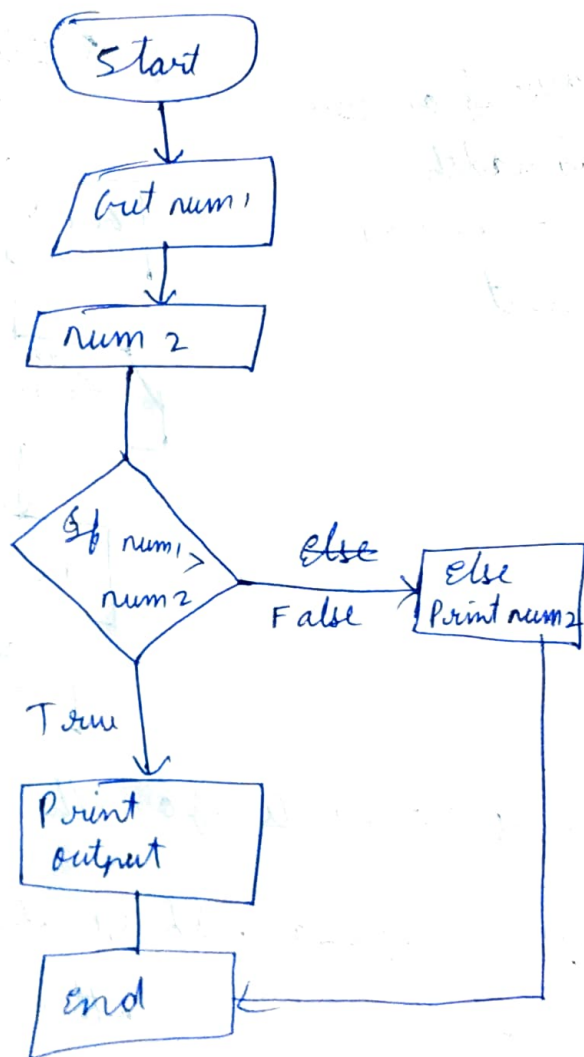 Start
Get num1
num 2
If num1 >
num2
Else
False
Else
Print num2
True
Print
output
End